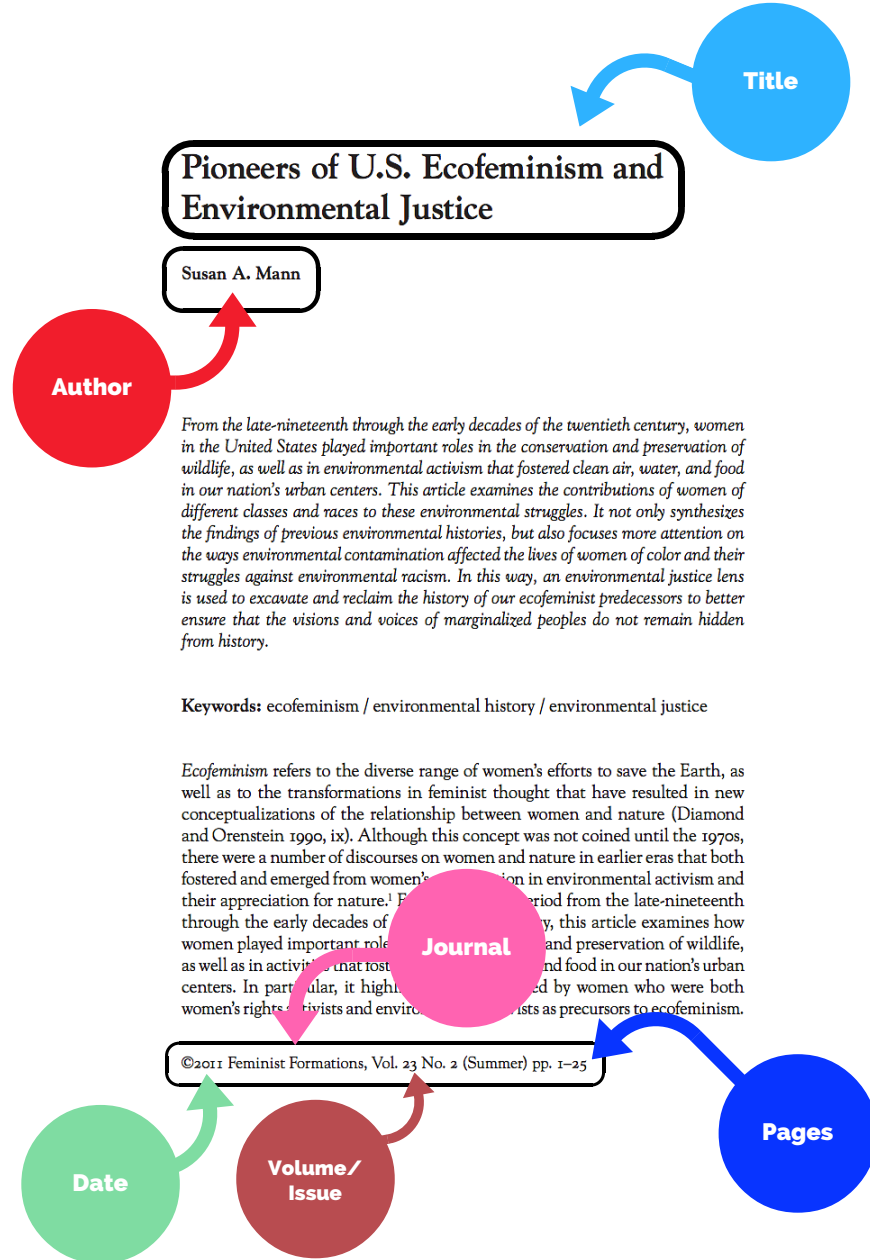 Title
Pioneers of U.S. Ecofeminism and
Environmental Justice
Susan A. Mann
Author
From the late-nineteenth through the early decades of the twentieth century, women
in the United States played important roles in the conservation and preservation of
wildlife, as well as in environmental activism that fostered clean air, water, and food
in our nation's urban centers. This article examines the contributions of women of
different classes and races to these environmental struggles. It not only synthesizes
the findings of previous environmental histories, but also focuses more attention on
the ways environmental contamination affected the lives of women of color and their
struggles against environmental racism. In this way, an environmental justice lens
is used to excavate and reclaim the history of our ecofeminist predecessors to better
ensure that the visions and voices of marginalized peoples do not remain hidden
from history.
Keywords: ecofeminism / environmental history / environmental justice
Ecofeminism refers to the diverse range of women's efforts to save the Earth, as
well as to the transformations in feminist thought that have resulted in new
conceptualizations of the relationship between women and nature (Diamond
and Orenstein 1990, ix). Although this concept was not coined until the 1970s,
there were a number of discourses on women and nature in earlier eras that both
fostered and emerged from women's in environmental activism and
their appreciation for nature.¹ from the late-nineteenth
through the early decades of this article examines how
women played important and preservation of wildlife,
as well as in that and food in our nation's urban
centers. In it by women who were both
women's rights and as precursors to ecofeminism.
Journal
©2011 Feminist Formations, Vol. 23 No. 2 (Summer) pp. 1–25
Pages
Date
Volume/
Issue